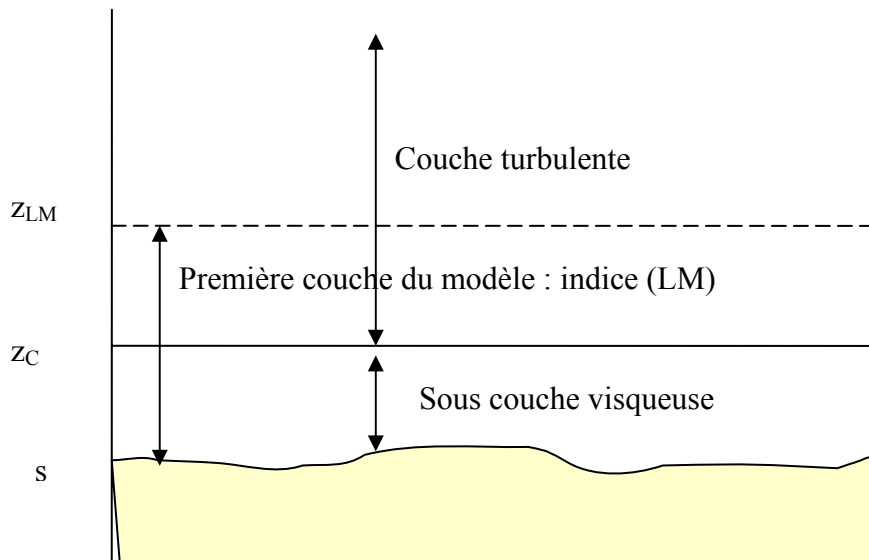 Couche turbulente
z_LM
Première couche du modèle : indice (LM)
z_C
Sous couche visqueuse
s